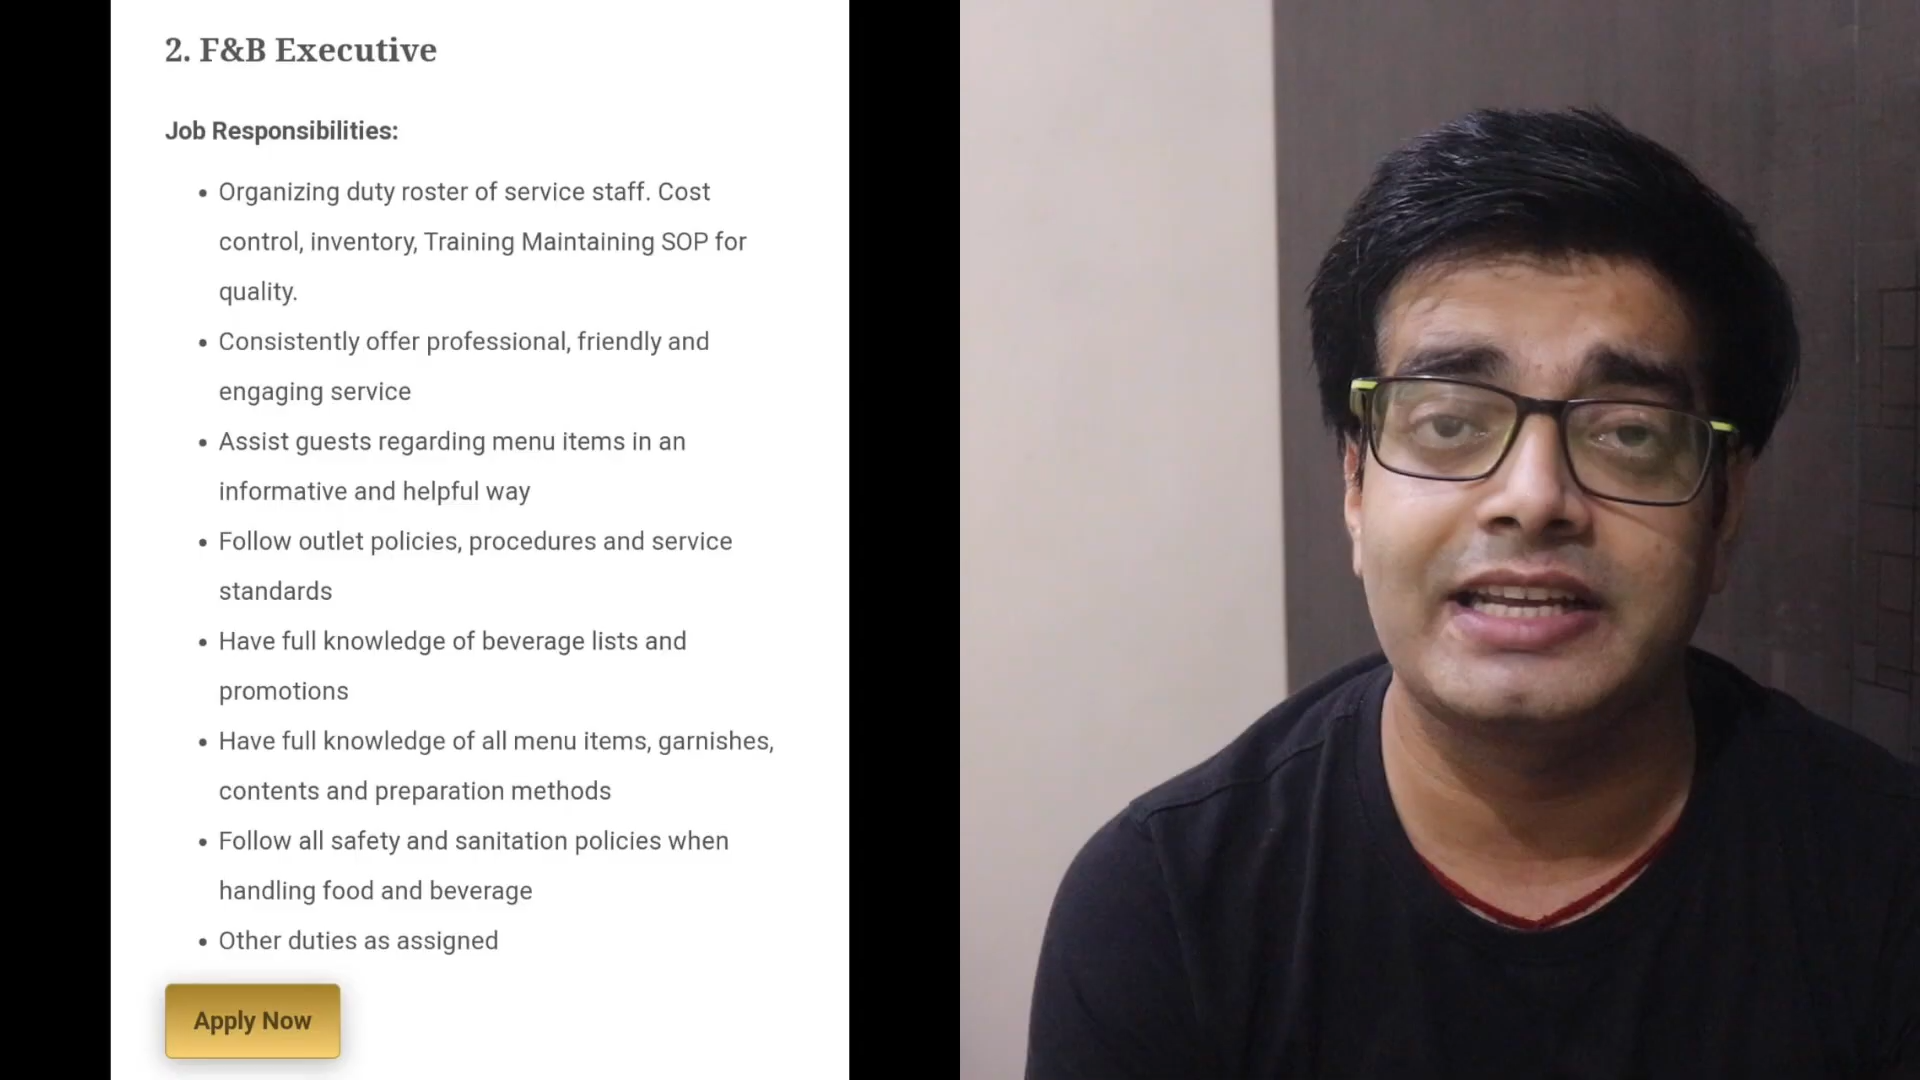 2. F&B Executive
Job Responsibilities:
• Organizing duty roster of service staff. Cost
control, inventory, Training Maintaining SOP for
quality.
• Consistently offer professional, friendly and
engaging service
• Assist guests regarding menu items in an
informative and helpful way
• Follow outlet policies, procedures and service
standards
• Have full knowledge of beverage lists and
promotions
• Have full knowledge of all menu items, garnishes,
contents and preparation methods
• Follow all safety and sanitation policies when
handling food and beverage
• Other duties as assigned
Apply Now